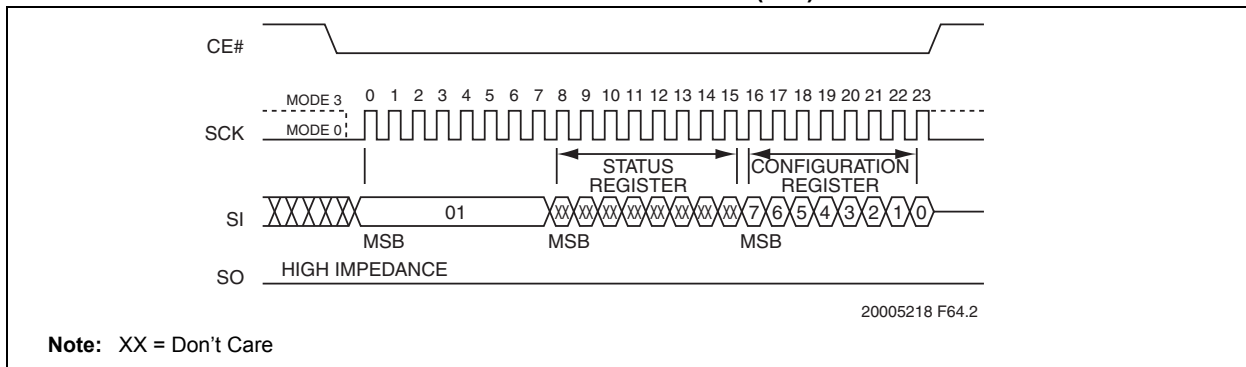 CE#
MODE 3 0 1 2 3 4 5 6 7 8 9 10 11 12 13 14 15 16 17 18 19 20 21 22 23
SCK MODE 0
STATUS REGISTER
CONFIGURATION REGISTER
SI 01 XX XX XX XX XX XX XX XX 7 6 5 4 3 2 1 0
MSB MSB MSB
SO HIGH IMPEDANCE
20005218 F64.2
Note: XX = Don't Care